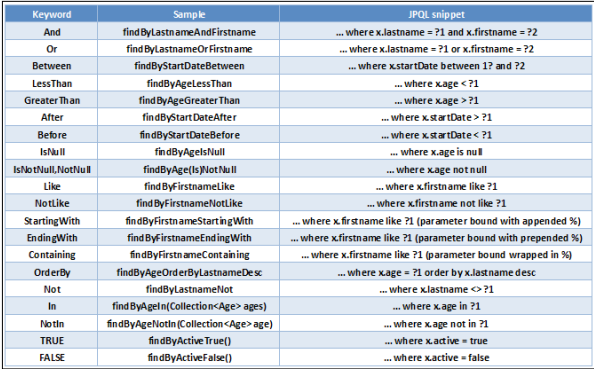 Keyword Sample JPQL snippet
And findByLastnameAndFirstname ... where x.lastname = ?1 and x.firstname = ?2
Or findByLastnameOrFirstname ... where x.lastname = ?1 or x.firstname = ?2
Between findByStartDateBetween ... where x.startDate between 1? and ?2
LessThan findByAgeLessThan ... where x.age < ?1
GreaterThan findByAgeGreaterThan ... where x.age > ?1
After findByStartDateAfter ... where x.startDate > ?1
Before findByStartDateBefore ... where x.startDate < ?1
IsNull findByAgeIsNull ... where x.age is null
IsNotNull,NotNull findByAge(Is)NotNull ... where x.age not null
Like findByFirstnameLike ... where x.firstname like ?1
NotLike findByFirstnameNotLike ... where x.firstname not like ?1
StartingWith findByFirstnameStartingWith ... where x.firstname like ?1 (parameter bound with appended %)
EndingWith findByFirstnameEndingWith ... where x.firstname like ?1 (parameter bound with prepended %)
Containing findByFirstnameContaining ... where x.firstname like ?1 (parameter bound wrapped in %)
OrderBy findByAgeOrderByLastnameDesc ... where x.age = ?1 order by x.lastname desc
Not findByLastnameNot ... where x.lastname <> ?1
In findByAgeIn(Collection<Age> ages) ... where x.age in ?1
NotIn findByAgeNotIn(Collection<Age> age) ... where x.age not in ?1
TRUE findByActiveTrue() ... where x.active = true
FALSE findByActiveFalse() ... where x.active = false